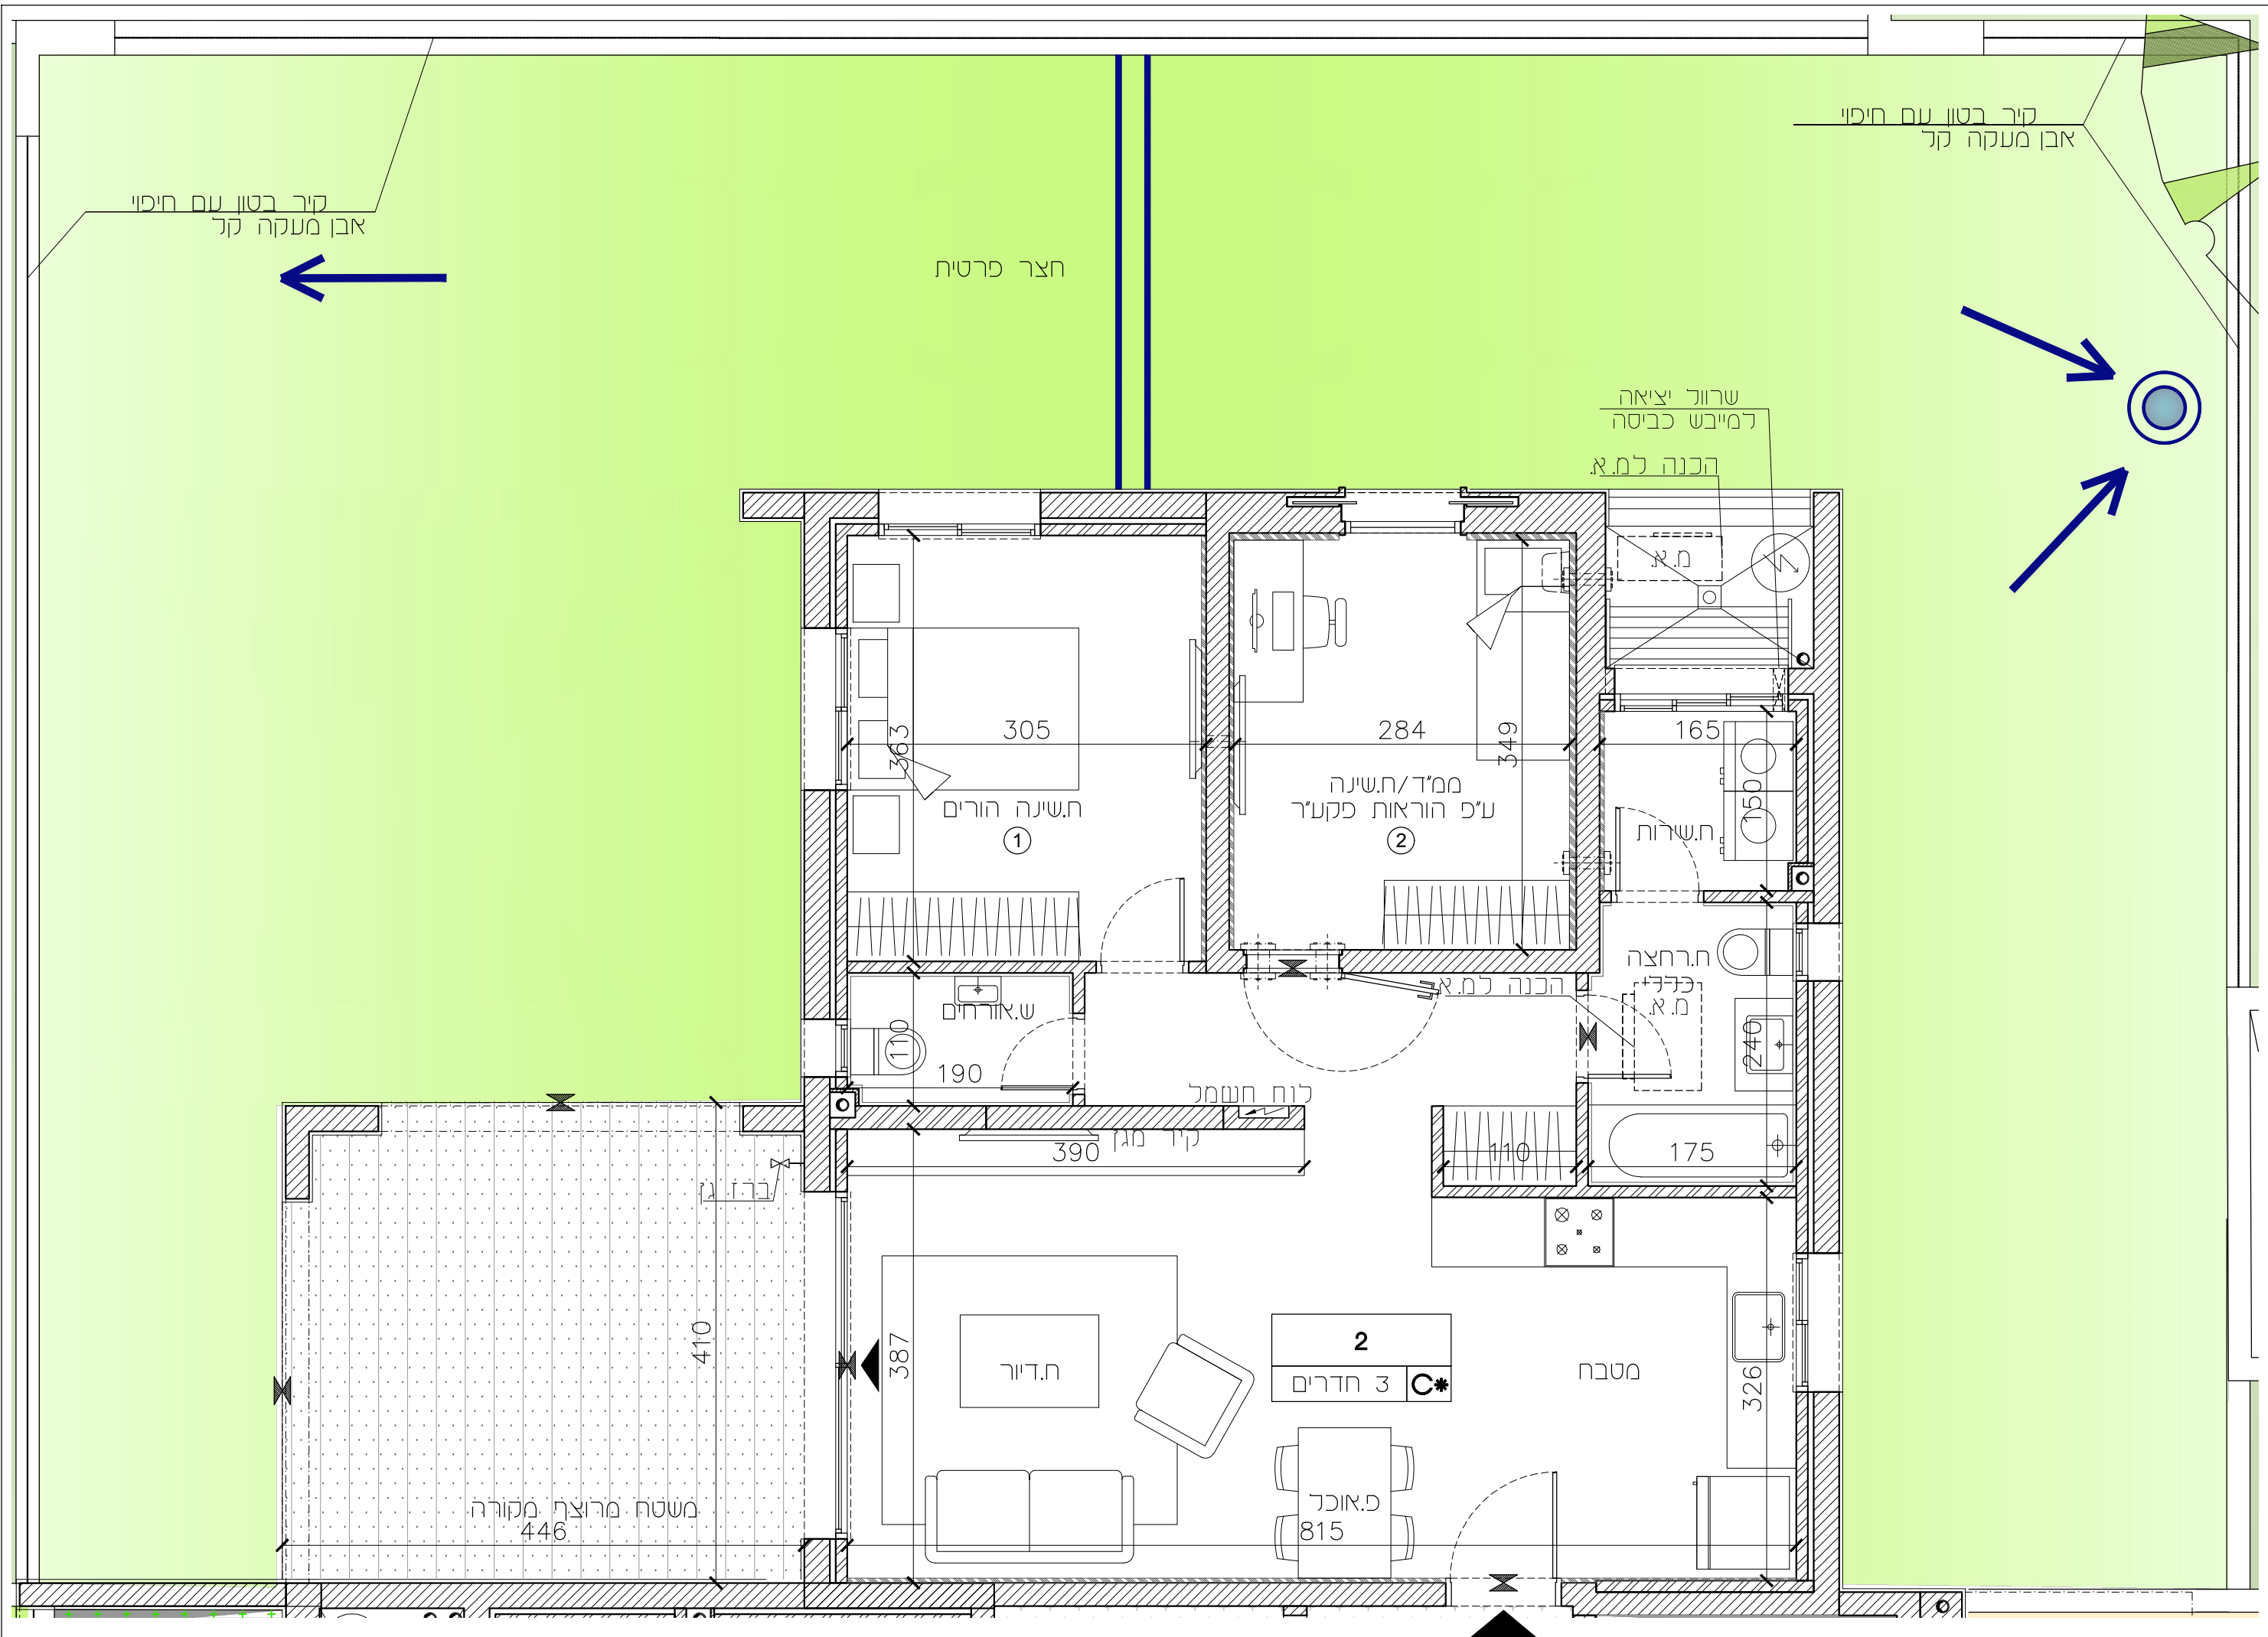 קיר בטון עם חיפוי
אבן מעקה קל
קיר בטון עם חיפוי
אבן מעקה קל
חצר פרטית
שרוול יציאה
למייבש כביסה
הכנה למ.א.
מ.א.
305
363
ח.שינה הורים
1
284
349
ממ"ד/ח.שינה
ע"פ הוראות פקע"ר
2
165
150
ח.שירות
ח.רחצה
כללי
מ.א.
הכנה למ.א.
240
ש.אורחים
110
190
לוח חשמל
קיר מגן
390
110
175
ברז גן
410
387
ח.דיור
2
3 חדרים
C*
מטבח
326
פ.אוכל
815
משטח מרוצף מקורה
446